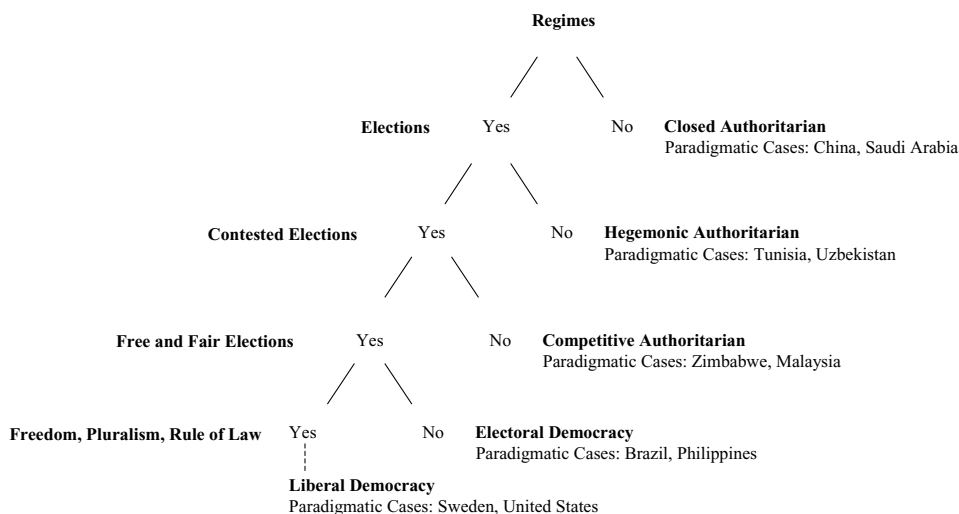 Regimes
Elections Yes No Closed Authoritarian
Paradigmatic Cases: China, Saudi Arabia
Contested Elections Yes No Hegemonic Authoritarian
Paradigmatic Cases: Tunisia, Uzbekistan
Free and Fair Elections Yes No Competitive Authoritarian
Paradigmatic Cases: Zimbabwe, Malaysia
Freedom, Pluralism, Rule of Law Yes No Electoral Democracy
Paradigmatic Cases: Brazil, Philippines
Liberal Democracy
Paradigmatic Cases: Sweden, United States